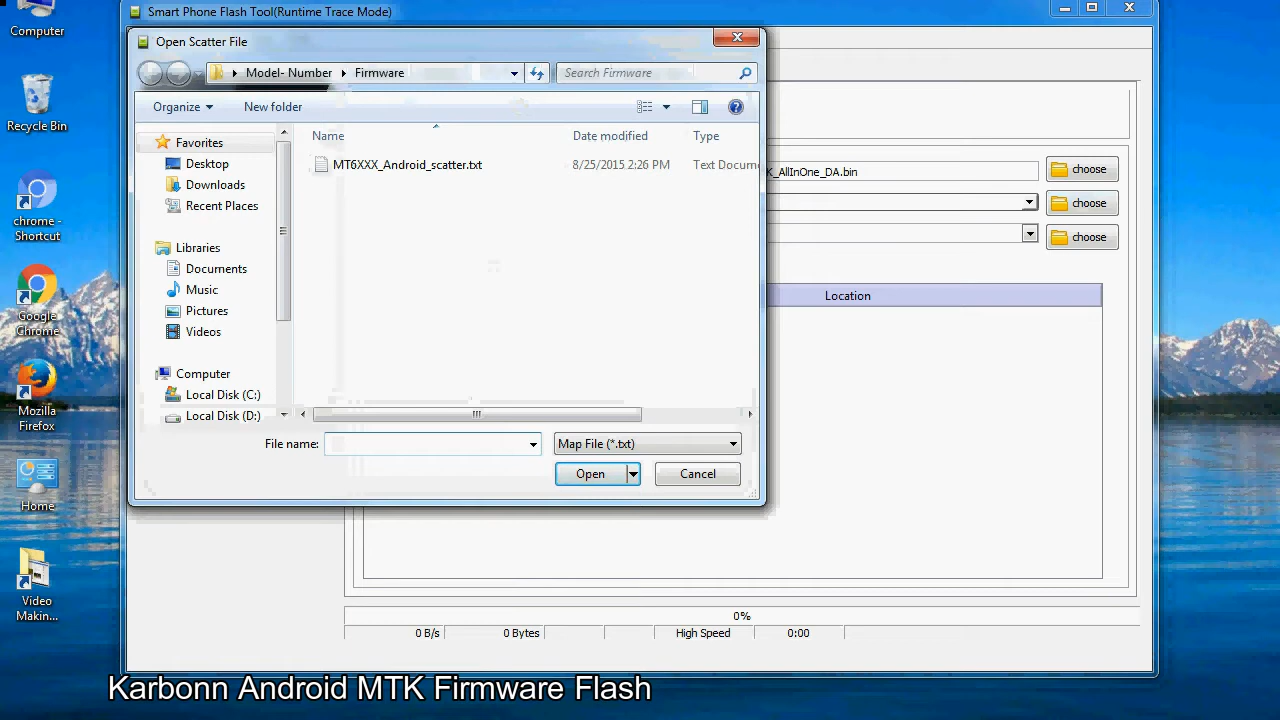 Computer
Recycle Bin
chrome -
Shortcut
Google
Chrome
Mozilla
Firefox
Home
Video
Makin...
Smart Phone Flash Tool(Runtime Trace Mode)
Open Scatter File
Model- Number
Firmware
Search Firmware
Organize
New folder
Favorites
Desktop
Downloads
Recent Places
Libraries
Documents
Music
Pictures
Videos
Computer
Local Disk (C:)
Local Disk (D:)
Name
Date modified
Type
MT6XXX_Android_scatter.txt
8/25/2015 2:26 PM
Text Docum
File name:
Map File (*.txt)
Open
Cancel
K_AllInOne_DA.bin
choose
choose
choose
Location
0%
0 B/s
0 Bytes
High Speed
0:00
Karbonn Android MTK Firmware Flash